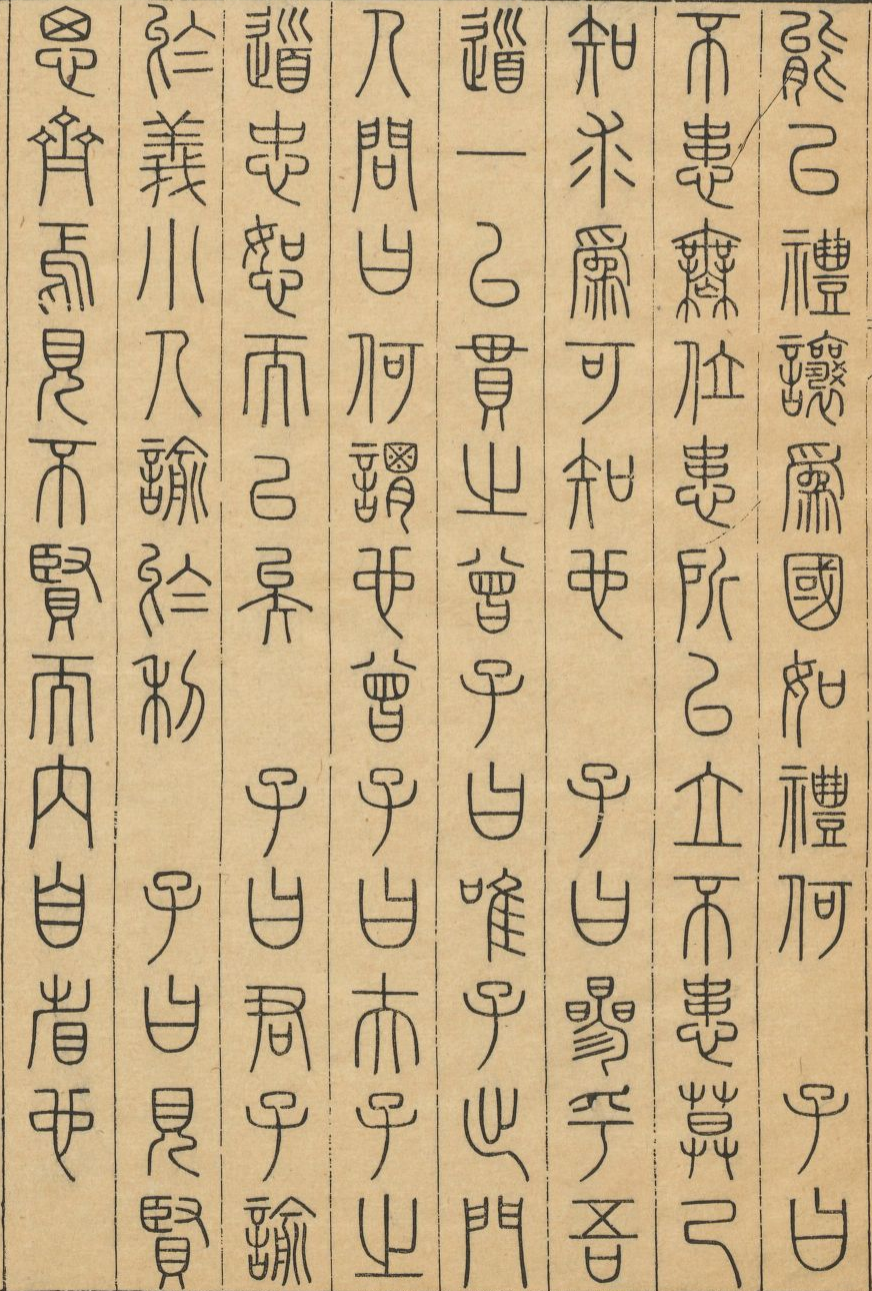 能以禮讓爲國如禮何　子曰
不患無位患所以立不患莫己
知求爲可知也　子曰參乎吾
道一以貫之曾子曰唯子出門
人問曰何謂也曾子曰夫子之
道忠恕而已矣　子曰君子諭
於義小人諭於利　子曰見賢
思齊焉見不賢而內自省也